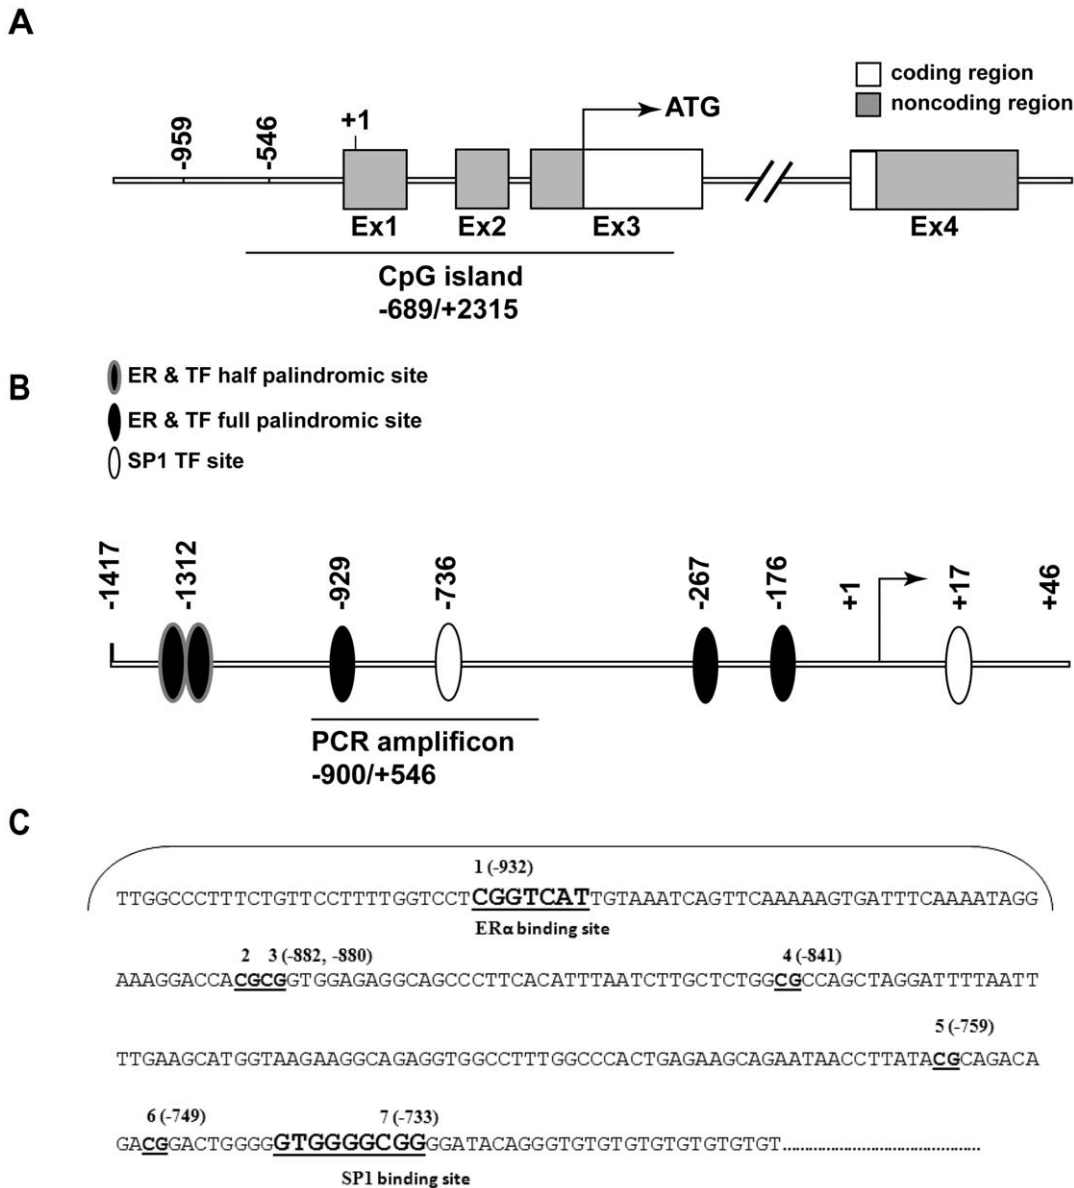 A
coding region
noncoding region
-959
-546
+1
ATG
Ex1
Ex2
Ex3
Ex4
CpG island
-689/+2315
B
ER & TF half palindromic site
ER & TF full palindromic site
SP1 TF site
-1417
-1312
-929
-736
-267
-176
+1
+17
+46
PCR amplificon
-900/+546
C
1 (-932)
TTGGCCCTTTCTGTTCCTTTTGGTCCTCGGTCATTGTAAATCAGTTCAAAAAGTGATTTCAAAATAGG
ERα binding site
2 3 (-882, -880) 4 (-841)
AAAGGACCACGCGGTGGAGAGGCAGCCCTTCACATTTAATCTTGCTCTGGCGCCAGCTAGGATTTTAATT
5 (-759)
TTGAAGCATGGTAAGAAGGCAGAGGTGGCCTTTGGCCCACTGAGAAGCAGAATAACCTTATACGCAGACA
6 (-749) 7 (-733)
GACGGACTGGGGGTGGGGCGGGGATACAGGGTGTGTGTGTGTGTGTGT............................................
SP1 binding site